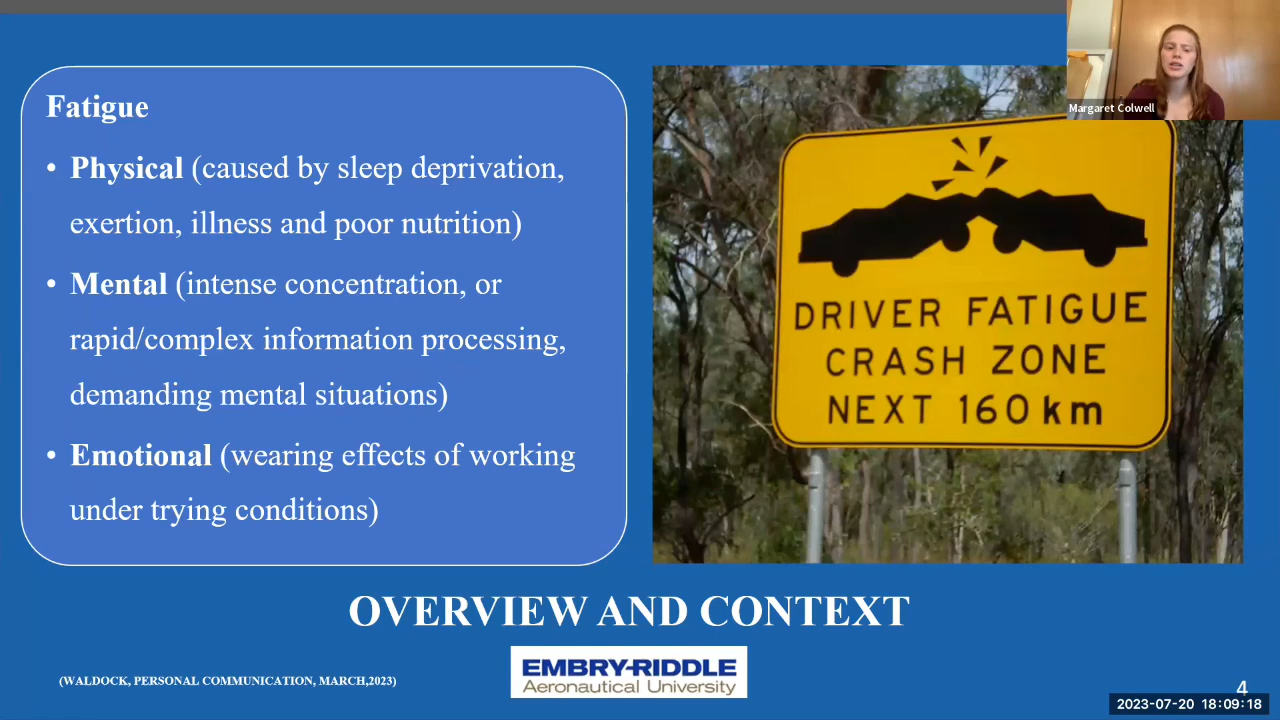 Fatigue
• Physical (caused by sleep deprivation,
exertion, illness and poor nutrition)
• Mental (intense concentration, or
rapid/complex information processing,
demanding mental situations)
• Emotional (wearing effects of working
under trying conditions)
Margaret Colwell
DRIVER FATIGUE
CRASH ZONE
NEXT 160 km
OVERVIEW AND CONTEXT
EMBRY-RIDDLE
Aeronautical University
(WALDOCK, PERSONAL COMMUNICATION, MARCH,2023)
4
2023-07-20 18:09:18